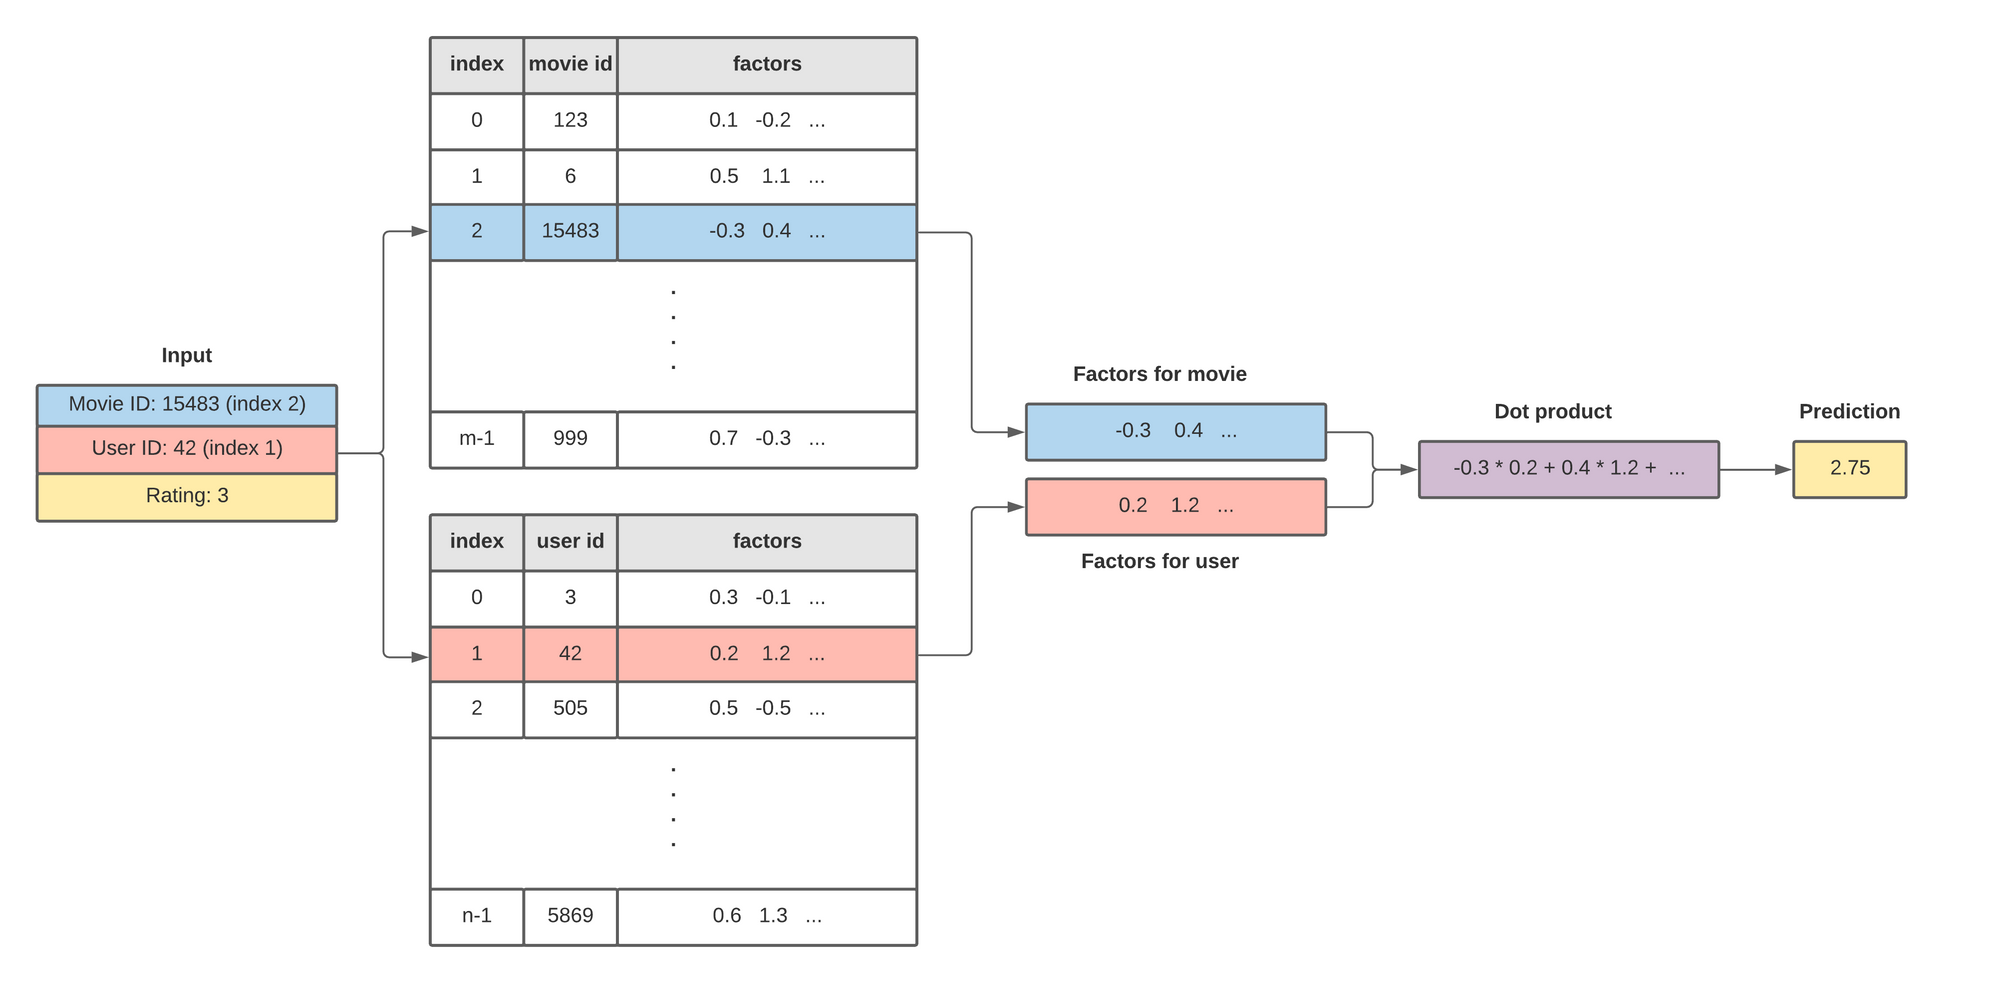 Input
Movie ID: 15483 (index 2)
User ID: 42 (index 1)
Rating: 3
index movie id factors
0 123 0.1 -0.2 ...
1 6 0.5 1.1 ...
2 15483 -0.3 0.4 ...
.
.
.
.
m-1 999 0.7 -0.3 ...
index user id factors
0 3 0.3 -0.1 ...
1 42 0.2 1.2 ...
2 505 0.5 -0.5 ...
.
.
.
.
n-1 5869 0.6 1.3 ...
Factors for movie
-0.3 0.4 ...
0.2 1.2 ...
Factors for user
Dot product
-0.3 * 0.2 + 0.4 * 1.2 + ...
Prediction
2.75